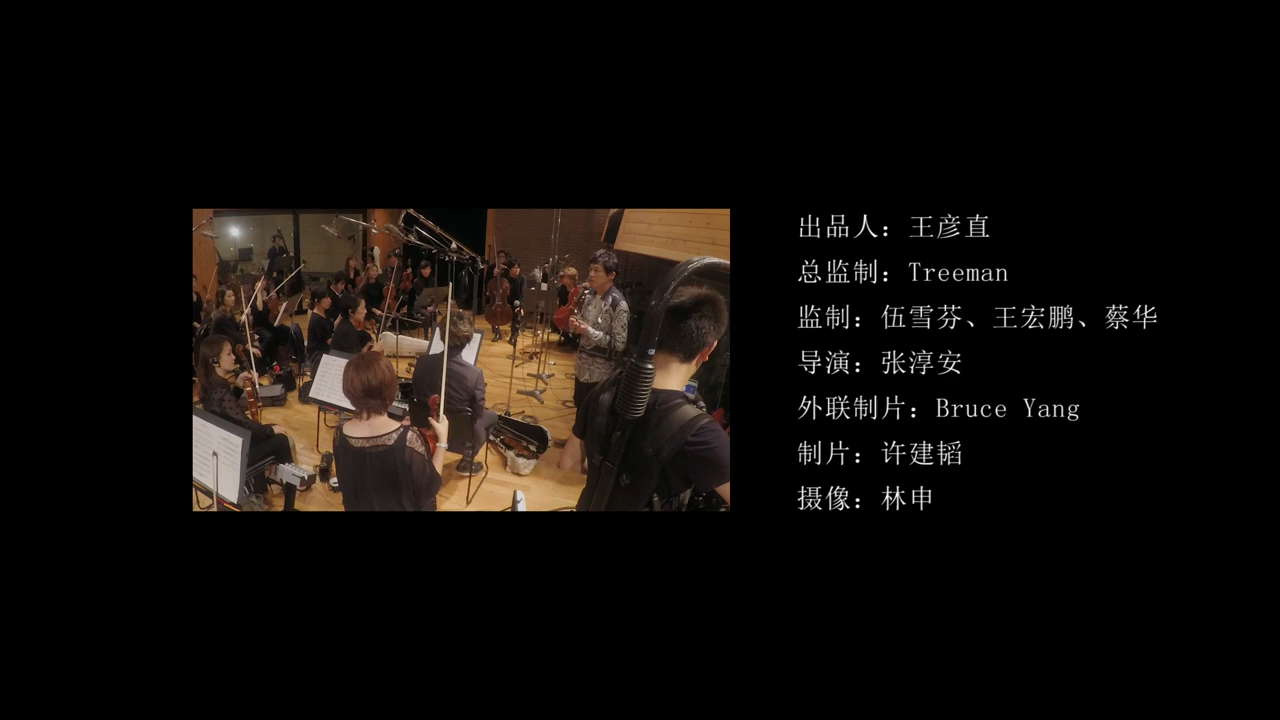 出品人：王彦直
总监制：Treeman
监制：伍雪芬、王宏鹏、蔡华
导演：张淳安
外联制片：Bruce Yang
制片：许建韬
摄像：林申